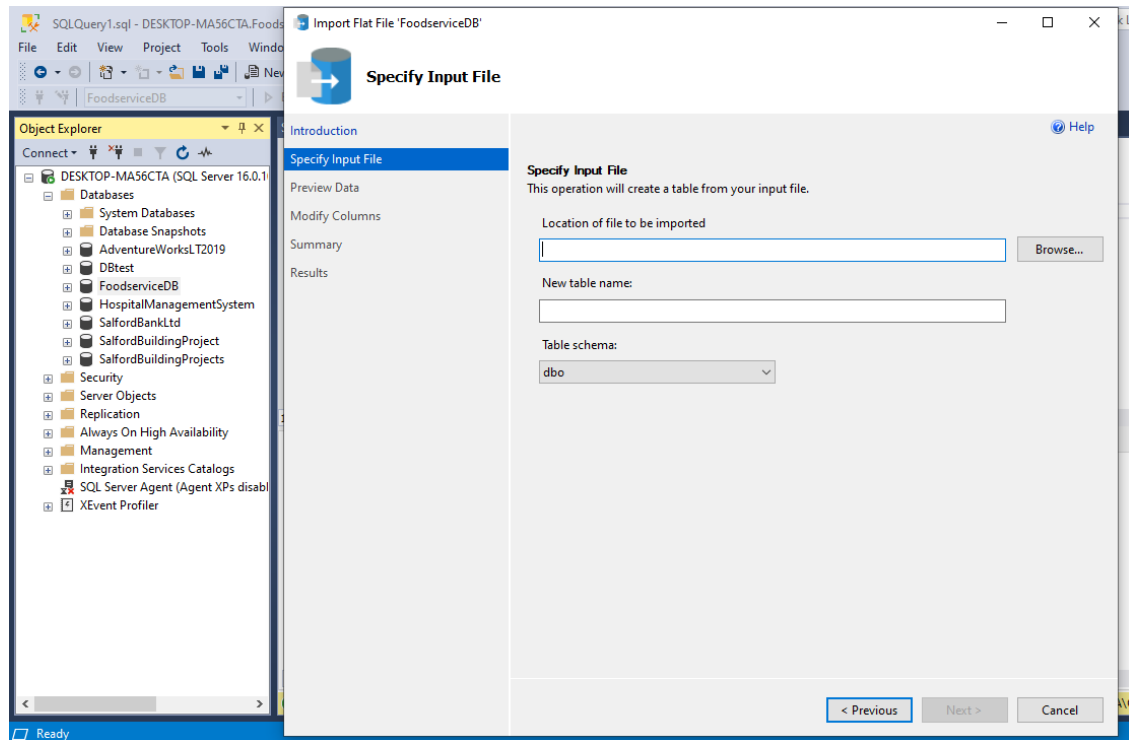 SQLQuery1.sql - DESKTOP-MA56CTA.Foods
File Edit View Project Tools Windo
New
FoodserviceDB
Object Explorer
Connect
DESKTOP-MA56CTA (SQL Server 16.0.1
Databases
System Databases
Database Snapshots
AdventureWorksLT2019
DBtest
FoodserviceDB
HospitalManagementSystem
SalfordBankLtd
SalfordBuildingProject
SalfordBuildingProjects
Security
Server Objects
Replication
Always On High Availability
Management
Integration Services Catalogs
SQL Server Agent (Agent XPs disabl
XEvent Profiler
Ready
Import Flat File 'FoodserviceDB'
Specify Input File
Introduction
Specify Input File
Preview Data
Modify Columns
Summary
Results
Help
Specify Input File
This operation will create a table from your input file.
Location of file to be imported
Browse...
New table name:
Table schema:
dbo
< Previous Next > Cancel